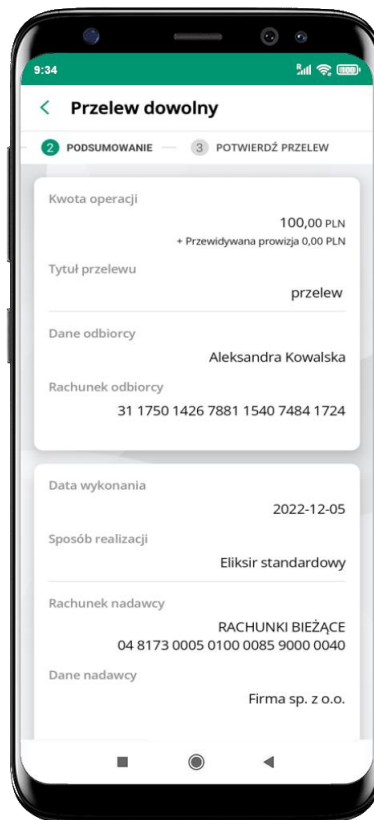 9:34
Przelew dowolny
2 PODSUMOWANIE 3 POTWIERDŹ PRZELEW
Kwota operacji
100,00 PLN
+ Przewidywana prowizja 0,00 PLN
Tytuł przelewu
przelew
Dane odbiorcy
Aleksandra Kowalska
Rachunek odbiorcy
31 1750 1426 7881 1540 7484 1724
Data wykonania
2022-12-05
Sposób realizacji
Eliksir standardowy
Rachunek nadawcy
RACHUNKI BIEŻĄCE
04 8173 0005 0100 0085 9000 0040
Dane nadawcy
Firma sp. z o.o.